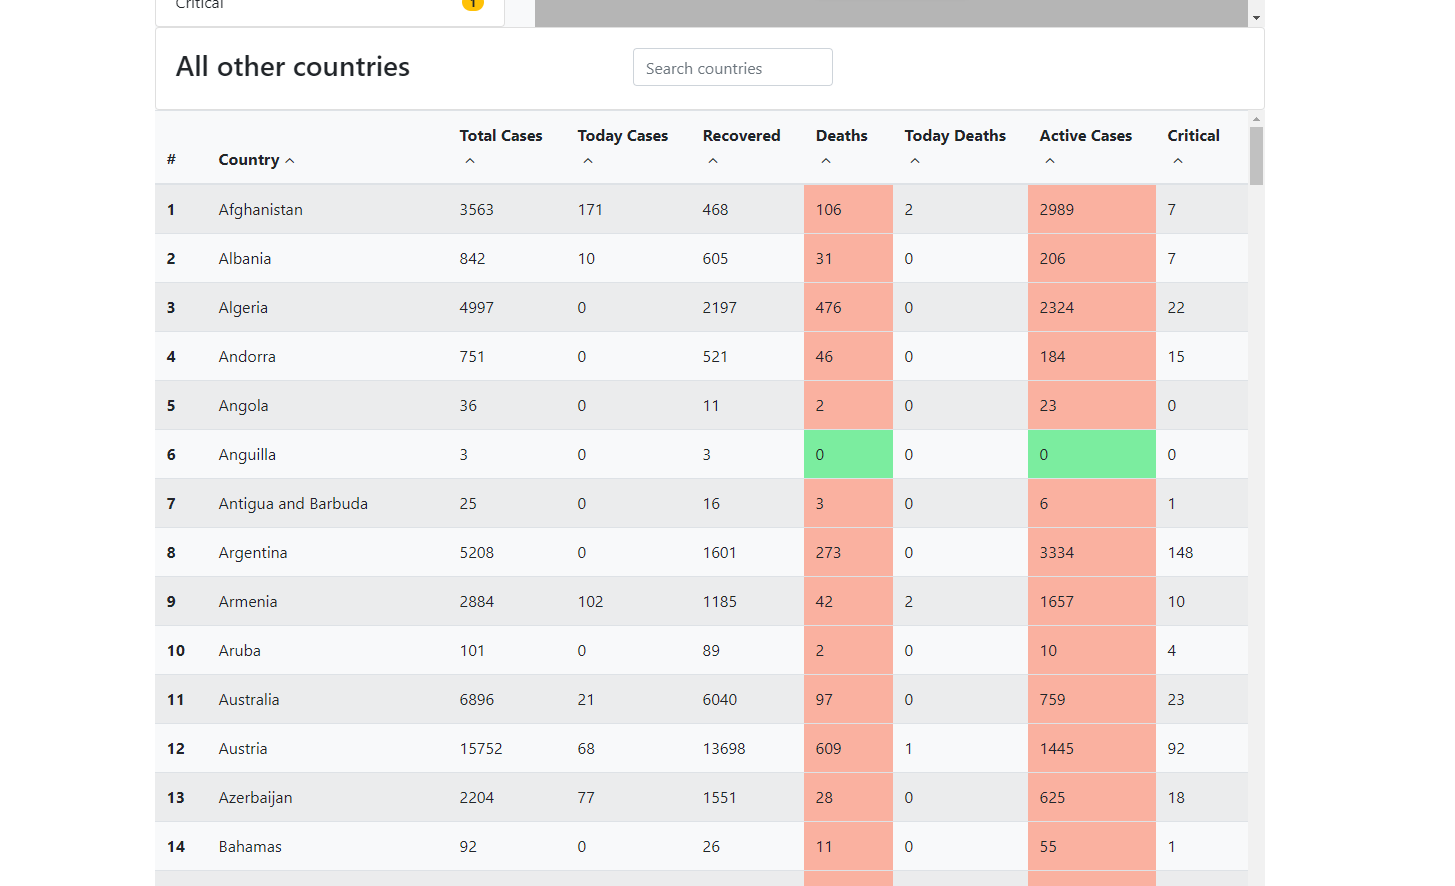 Critical 1
All other countries
Search countries
# Country Total Cases Today Cases Recovered Deaths Today Deaths Active Cases Critical
1 Afghanistan 3563 171 468 106 2 2989 7
2 Albania 842 10 605 31 0 206 7
3 Algeria 4997 0 2197 476 0 2324 22
4 Andorra 751 0 521 46 0 184 15
5 Angola 36 0 11 2 0 23 0
6 Anguilla 3 0 3 0 0 0 0
7 Antigua and Barbuda 25 0 16 3 0 6 1
8 Argentina 5208 0 1601 273 0 3334 148
9 Armenia 2884 102 1185 42 2 1657 10
10 Aruba 101 0 89 2 0 10 4
11 Australia 6896 21 6040 97 0 759 23
12 Austria 15752 68 13698 609 1 1445 92
13 Azerbaijan 2204 77 1551 28 0 625 18
14 Bahamas 92 0 26 11 0 55 1